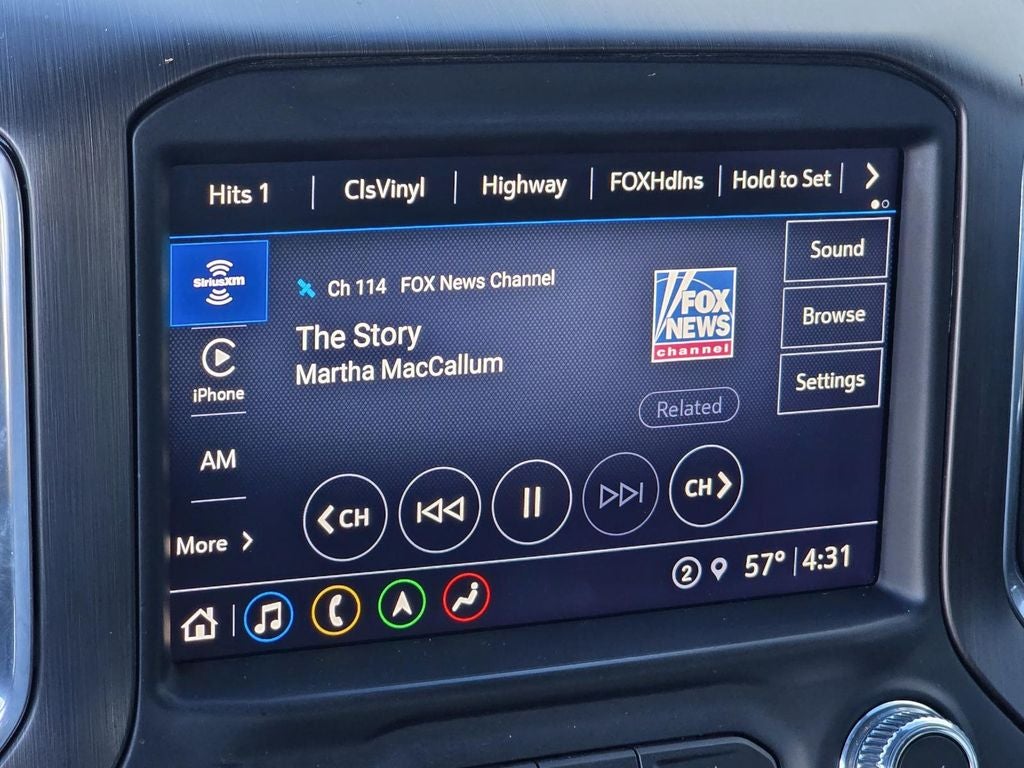 Hits 1
ClsVinyl
Highway
FOXHdlns
Hold to Set
SiriusXM
Ch 114 FOX News Channel
The Story
Martha MacCallum
FOX
NEWS
channel
Related
Sound
Browse
Settings
iPhone
AM
More
CH
CH
2
57° 4:31